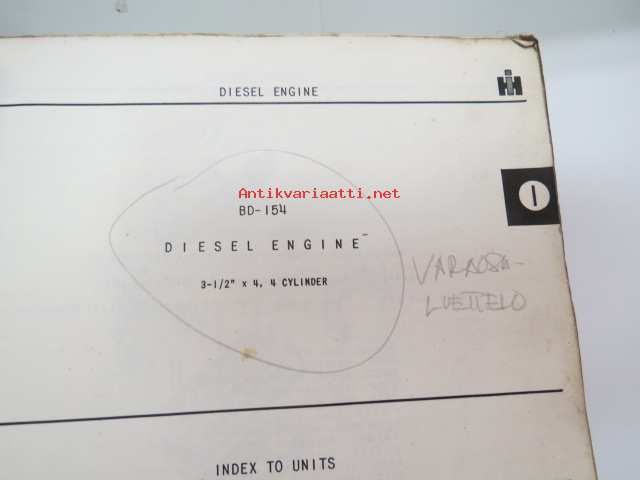 DIESEL ENGINE
IH
I
Antikvariaatti.net
BD-154
DIESEL ENGINE
3-1/2" x 4, 4 CYLINDER
VARAOSA-
LUETTELO
INDEX TO UNITS